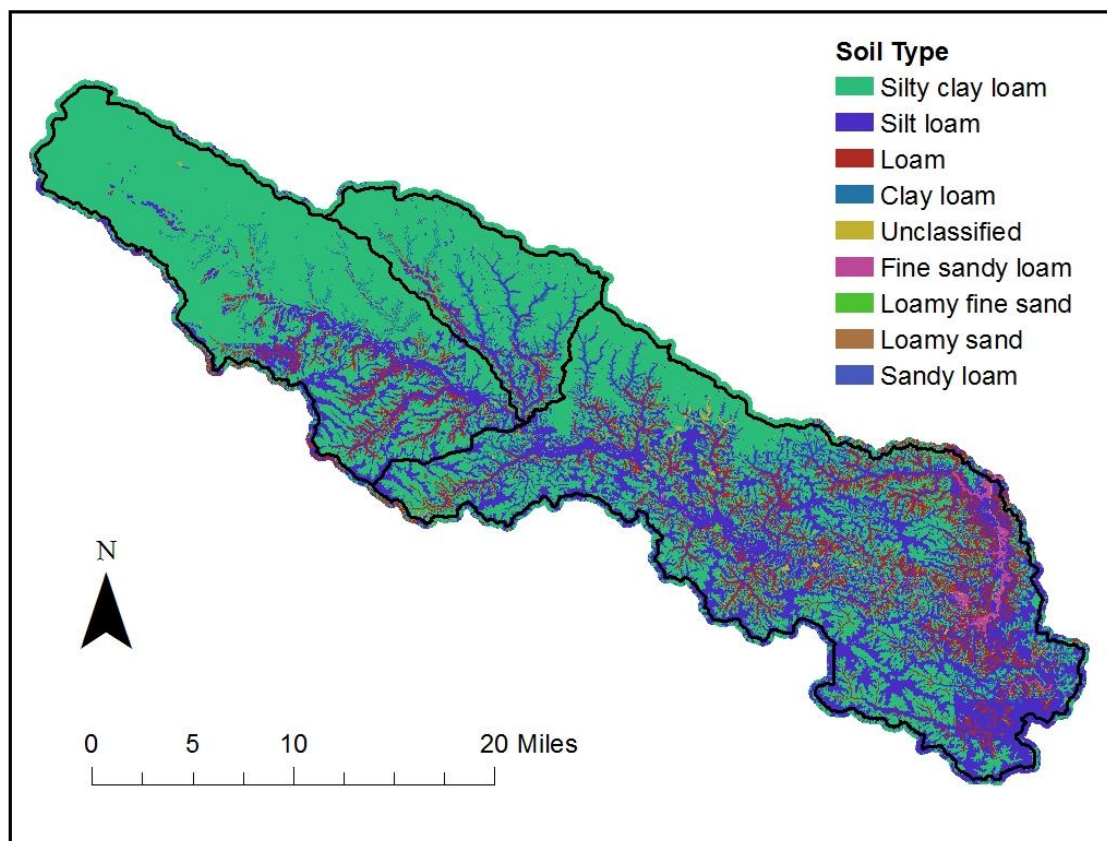 Soil Type
Silty clay loam
Silt loam
Loam
Clay loam
Unclassified
Fine sandy loam
Loamy fine sand
Loamy sand
Sandy loam
N
0 5 10 20 Miles